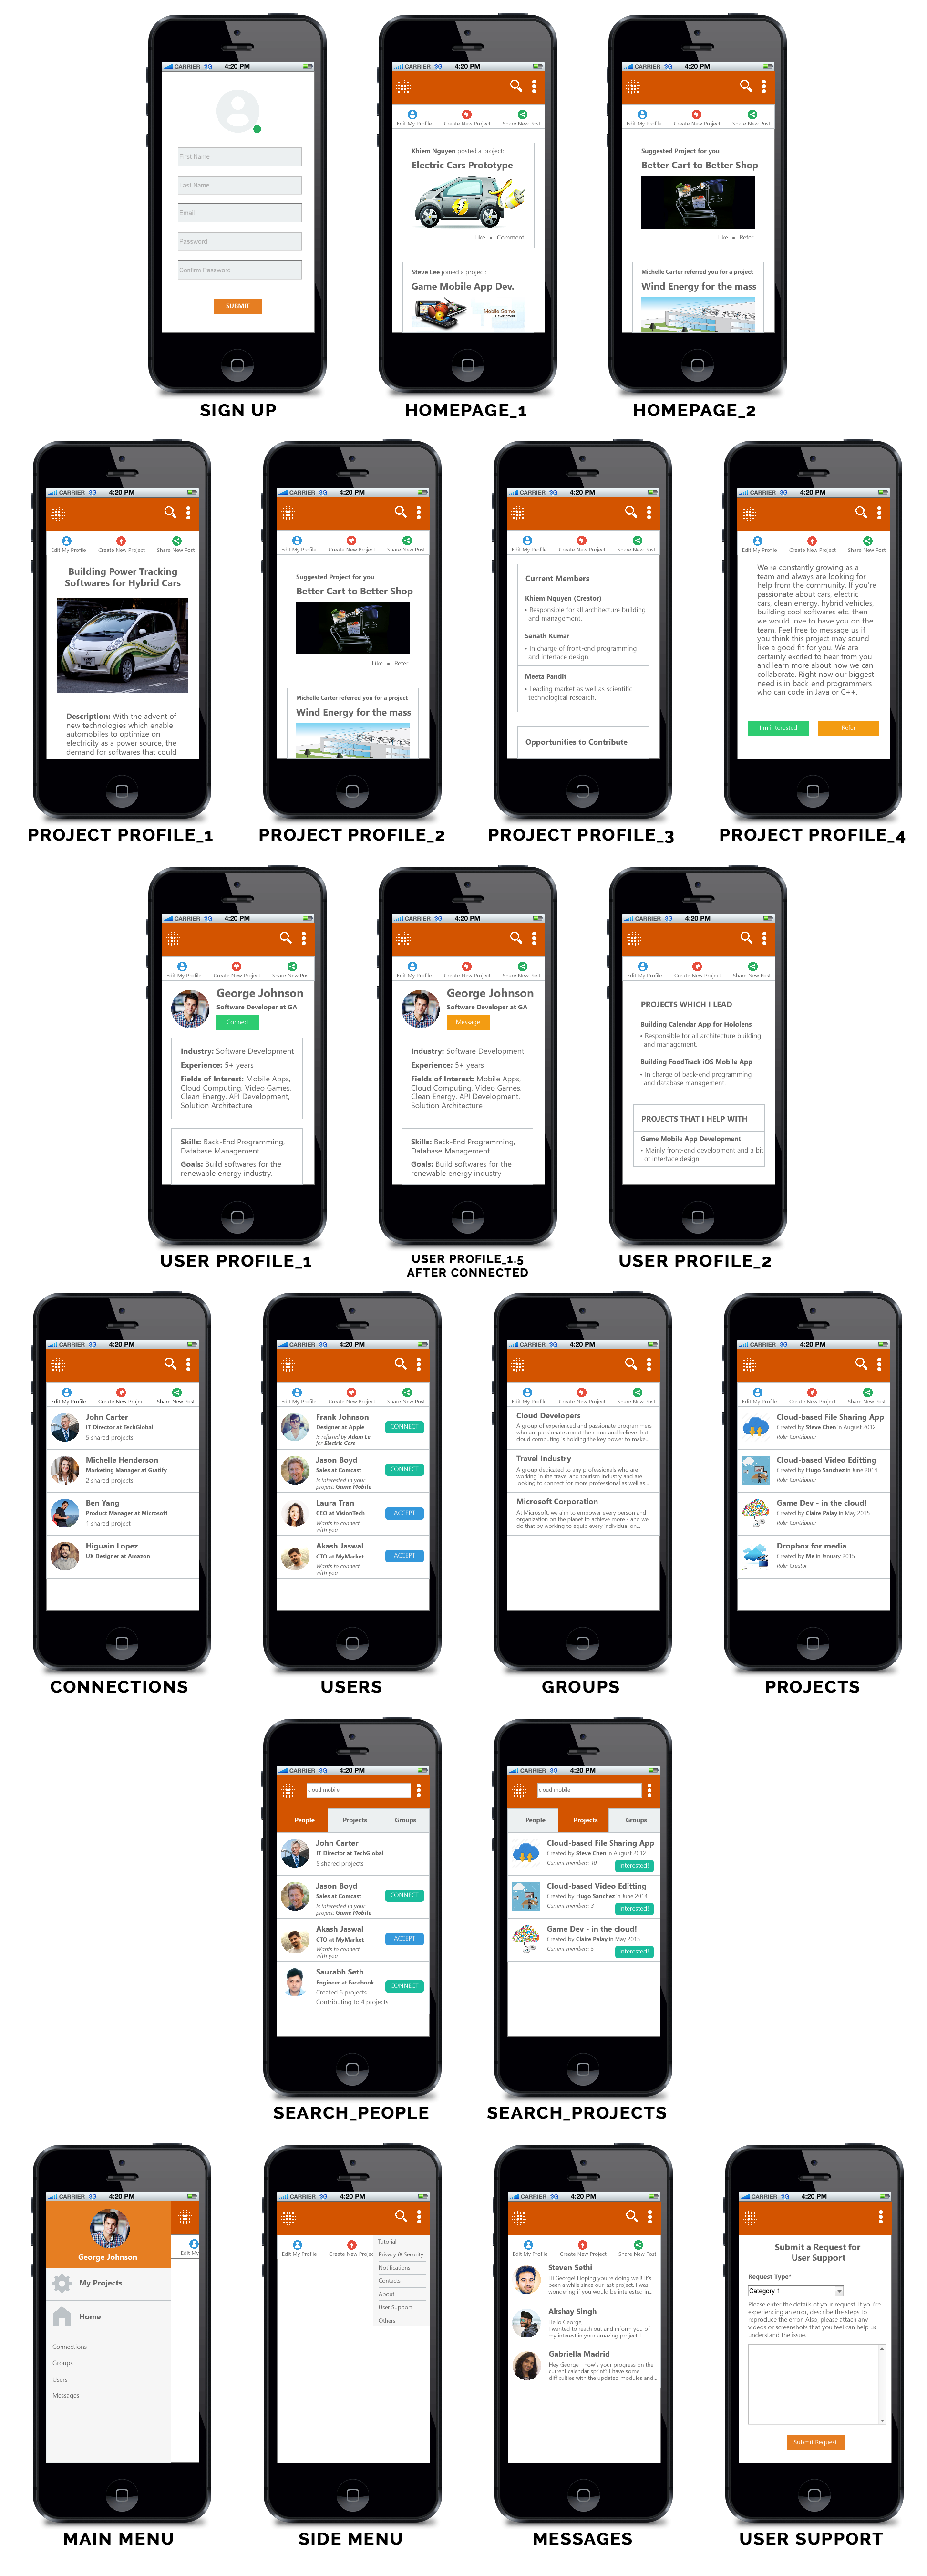 CARRIER 3G 4:20 PM
First Name
Last Name
Email
Password
Confirm Password
SUBMIT
SIGN UP
CARRIER 3G 4:20 PM
Edit My Profile Create New Project Share New Post
Khiem Nguyen posted a project:
Electric Cars Prototype
Like • Comment
Steve Lee joined a project:
Game Mobile App Dev.
Mobile Game
Development
HOMEPAGE_1
CARRIER 3G 4:20 PM
Edit My Profile Create New Project Share New Post
Suggested Project for you
Better Cart to Better Shop
Like • Refer
Michelle Carter referred you for a project
Wind Energy for the mass
HOMEPAGE_2
CARRIER 3G 4:20 PM
Edit My Profile Create New Project Share New Post
Building Power Tracking
Softwares for Hybrid Cars
Description: With the advent of
new technologies which enable
automobiles to optimize on
electricity as a power source, the
demand for softwares that could
PROJECT PROFILE_1
CARRIER 3G 4:20 PM
Edit My Profile Create New Project Share New Post
Suggested Project for you
Better Cart to Better Shop
Like • Refer
Michelle Carter referred you for a project
Wind Energy for the mass
PROJECT PROFILE_2
CARRIER 3G 4:20 PM
Edit My Profile Create New Project Share New Post
Current Members
Khiem Nguyen (Creator)
• Responsible for all architecture building
and management.
Sanath Kumar
• In charge of front-end programming
and interface design.
Meeta Pandit
• Leading market as well as scientific
technological research.
Opportunities to Contribute
PROJECT PROFILE_3
CARRIER 3G 4:20 PM
Edit My Profile Create New Project Share New Post
We're constantly growing as a
team and always are looking for
help from the community. If you're
passionate about cars, electric
cars, clean energy, hybrid vehicles,
building cool softwares etc. then
we would love to have you on the
team. Feel free to message us if
you think this project may sound
like a good fit for you. We are
certainly excited to hear from you
and learn more about how we can
collaborate. Right now our biggest
need is in back-end programmers
who can code in Java or C++.
I'm interested Refer
PROJECT PROFILE_4
CARRIER 3G 4:20 PM
Edit My Profile Create New Project Share New Post
George Johnson
Software Developer at GA
Connect
Industry: Software Development
Experience: 5+ years
Fields of Interest: Mobile Apps,
Cloud Computing, Video Games,
Clean Energy, API Development,
Solution Architecture
Skills: Back-End Programming,
Database Management
Goals: Build softwares for the
renewable energy industry.
USER PROFILE_1
CARRIER 3G 4:20 PM
Edit My Profile Create New Project Share New Post
George Johnson
Software Developer at GA
Message
Industry: Software Development
Experience: 5+ years
Fields of Interest: Mobile Apps,
Cloud Computing, Video Games,
Clean Energy, API Development,
Solution Architecture
Skills: Back-End Programming,
Database Management
Goals: Build softwares for the
renewable energy industry
USER PROFILE_1.5
AFTER CONNECTED
CARRIER 3G 4:20 PM
Edit My Profile Create New Project Share New Post
PROJECTS WHICH I LEAD
Building Calendar App for Hololens
• Responsible for all architecture building
and management.
Building FoodTrack iOS Mobile App
• In charge of back-end programming
and database management.
PROJECTS THAT I HELP WITH
Game Mobile App Development
• Mainly front-end development and a bit
of interface design.
USER PROFILE_2
CARRIER 3G 4:20 PM
Edit My Profile Create New Project Share New Post
John Carter
IT Director at TechGlobal
5 shared projects
Michelle Henderson
Marketing Manager at Gratify
2 shared projects
Ben Yang
Product Manager at Microsoft
1 shared project
Higuain Lopez
UX Designer at Amazon
CONNECTIONS
CARRIER 3G 4:20 PM
Edit My Profile Create New Project Share New Post
Frank Johnson
Designer at Apple
Is referred by Adam Le
for Electric Cars
CONNECT
Jason Boyd
Sales at Comcast
Is interested in your
project: Game Mobile
CONNECT
Laura Tran
CEO at VisionTech
Wants to connect
with you
ACCEPT
Akash Jaswal
CTO at MyMarket
Wants to connect
with you
ACCEPT
USERS
CARRIER 3G 4:20 PM
Edit My Profile Create New Project Share New Post
Cloud Developers
A group of experienced and passionate programmers
who are passionate about the cloud and believe that
cloud computing is holding the key power to make...
Travel Industry
A group dedicated to any professionals who are
working in the travel and tourism industry and are
looking to connect for more professional as well as...
Microsoft Corporation
At Microsoft, we aim to empower every person and
organization on the planet to achieve more - and we
do that by working to equip every individual on...
GROUPS
CARRIER 3G 4:20 PM
Edit My Profile Create New Project Share New Post
Cloud-based File Sharing App
Created by Steve Chen in August 2012
Role: Contributor
Cloud-based Video Editting
Created by Hugo Sanchez in June 2014
Role: Contributor
Game Dev - in the cloud!
Created by Claire Palay in May 2015
Role: Contributor
Dropbox for media
Created by Me in January 2015
Role: Creator
PROJECTS
CARRIER 3G 4:20 PM
cloud mobile
People Projects Groups
John Carter
IT Director at TechGlobal
5 shared projects
Jason Boyd
Sales at Comcast
Is interested in your
project: Game Mobile
CONNECT
Akash Jaswal
CTO at MyMarket
Wants to connect
with you
ACCEPT
Saurabh Seth
Engineer at Facebook
Created 6 projects
Contributing to 4 projects
CONNECT
SEARCH_PEOPLE
CARRIER 3G 4:20 PM
cloud mobile
People Projects Groups
Cloud-based File Sharing App
Created by Steve Chen in August 2012
Current members: 10
Interested!
Cloud-based Video Editting
Created by Hugo Sanchez in June 2014
Current members: 3
Interested!
Game Dev - in the cloud!
Created by Claire Palay in May 2015
Current members: 5
Interested!
SEARCH_PROJECTS
CARRIER 3G 4:20 PM
George Johnson
Edit My
My Projects
Home
Connections
Groups
Users
Messages
MAIN MENU
CARRIER 3G 4:20 PM
Edit My Profile Create New Projec
Tutorial
Privacy & Security
Notifications
Contacts
About
User Support
Others
SIDE MENU
CARRIER 3G 4:20 PM
Edit My Profile Create New Project Share New Post
Steven Sethi
Hi George! Hoping you're doing well! It's
been a while since our last project. I was
wondering if you would be interested in...
Akshay Singh
Hello George,
I wanted to reach out and inform you of
my interest in your amazing project. I...
Gabriella Madrid
Hey George - how's your progress on the
current calendar sprint? I have some
difficulties with the updated modules and...
MESSAGES
CARRIER 3G 4:20 PM
Submit a Request for
User Support
Request Type*
Category 1
Please enter the details of your request. If you're
experiencing an error, describe the steps to
reproduce the error. Also, please attach any
videos or screenshots that you feel can help us
understand the issue.
Submit Request
USER SUPPORT